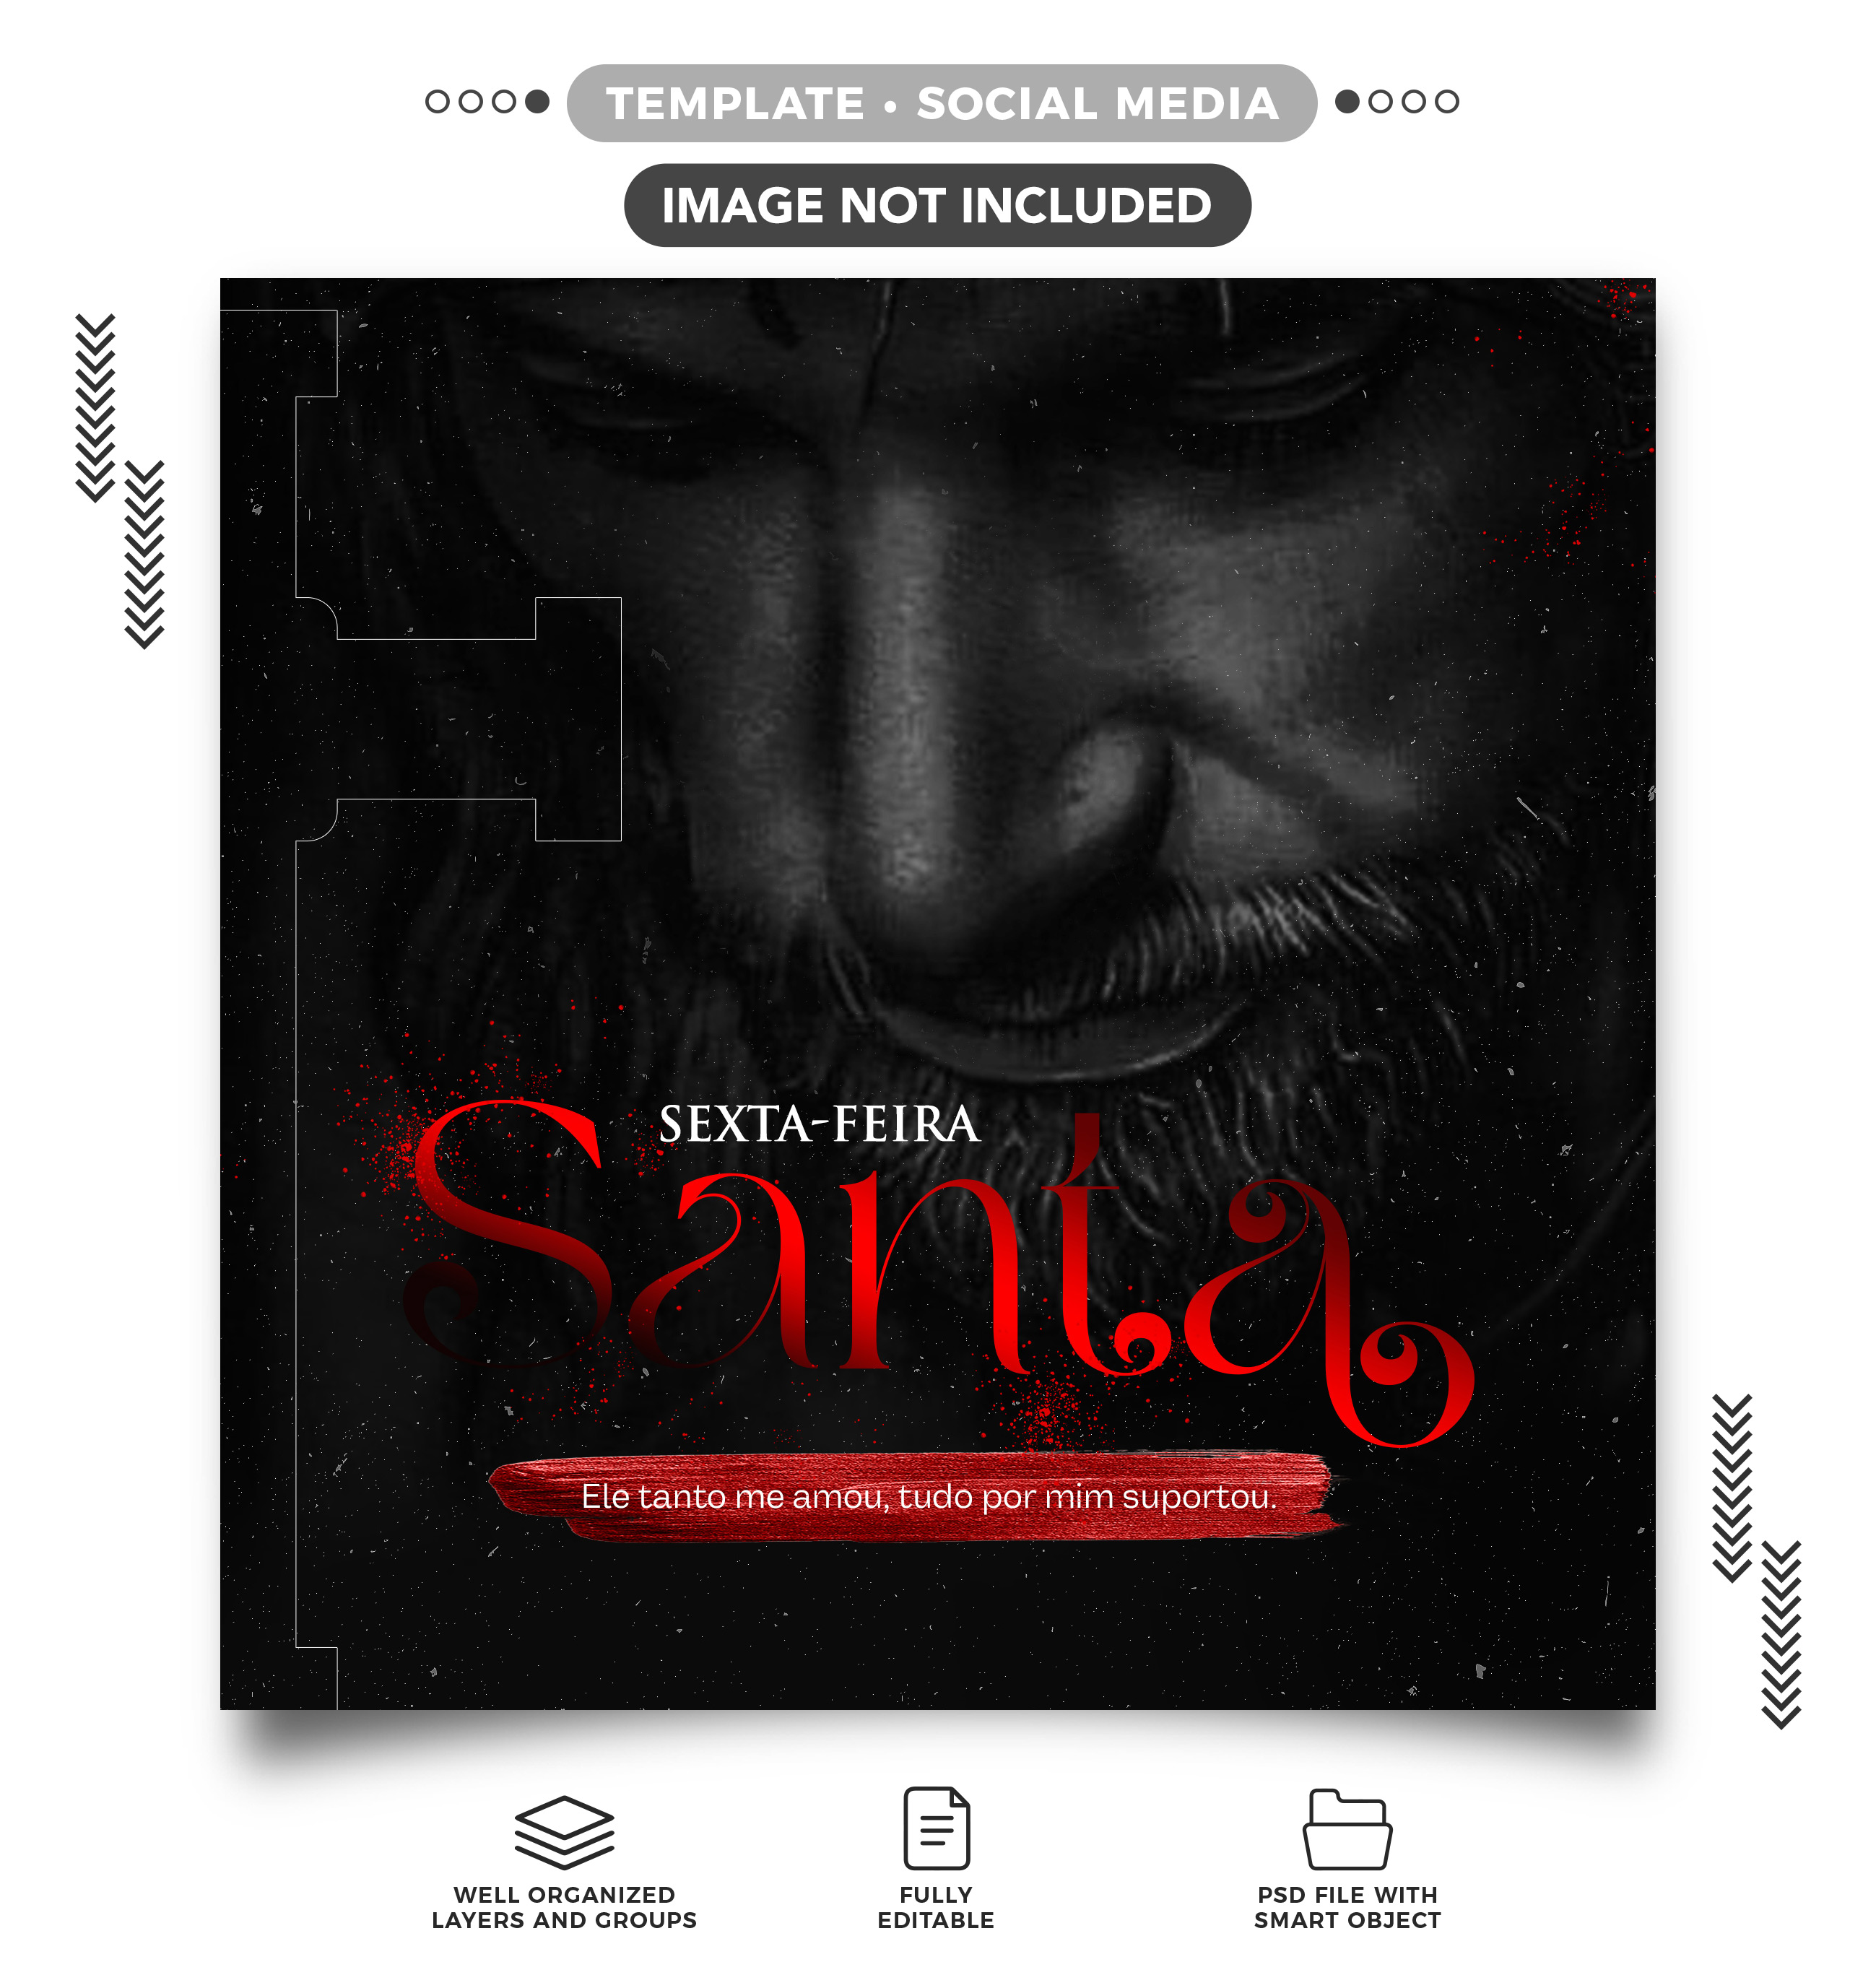 TEMPLATE • SOCIAL MEDIA
IMAGE NOT INCLUDED
SEXTA-FEIRA
Santa
Ele tanto me amou, tudo por mim suportou.
WELL ORGANIZED
LAYERS AND GROUPS
FULLY
EDITABLE
PSD FILE WITH
SMART OBJECT